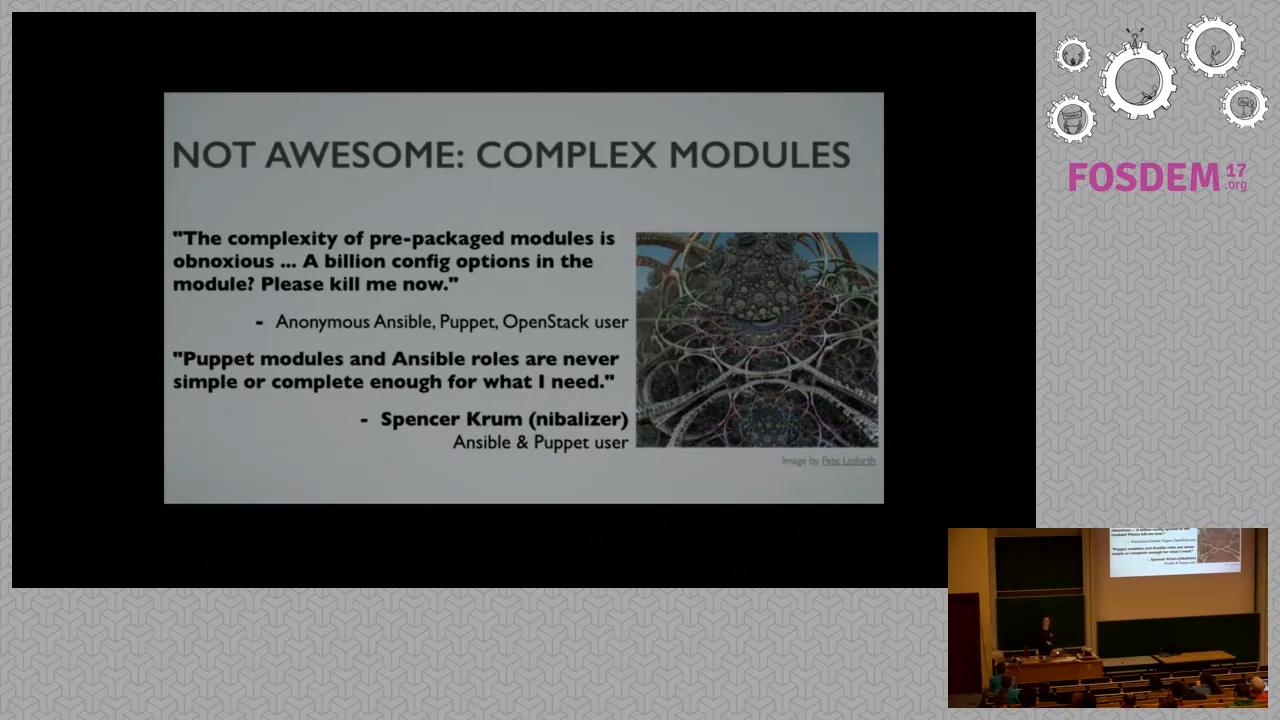 NOT AWESOME: COMPLEX MODULES
"The complexity of pre-packaged modules is
obnoxious ... A billion config options in the
module? Please kill me now."
- Anonymous Ansible, Puppet, OpenStack user
"Puppet modules and Ansible roles are never
simple or complete enough for what I need."
- Spencer Krum (nibalizer)
Ansible & Puppet user
Image by Pete Linforth
FOSDEM 17
.org